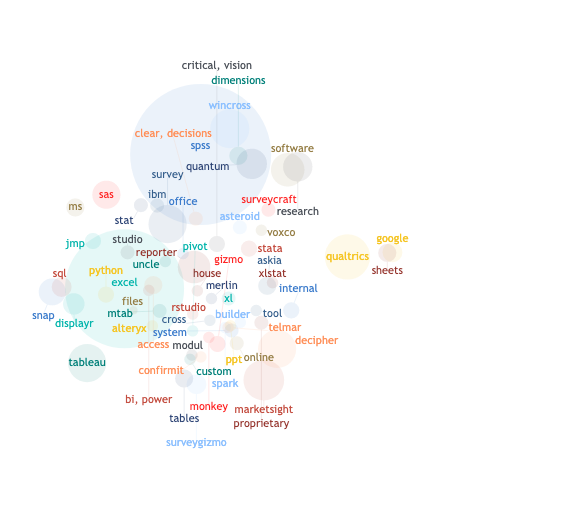 critical, vision
dimensions
wincross
clear, decisions
spss
software
quantum
survey
sas
ibm
office
surveycraft
ms
research
stat
asteroid
voxco
studio
google
jmp
pivot
stata
reporter
qualtrics
gizmo
askia
uncle
python
house
xlstat
sheets
sql
excel
merlin
internal
files
xl
snap
mtab
rstudio
builder
tool
displayr
cross
alteryx
system
telmar
access
modul
decipher
tableau
ppt
online
confirmit
custom
spark
bi, power
monkey
marketsight
tables
proprietary
surveygizmo